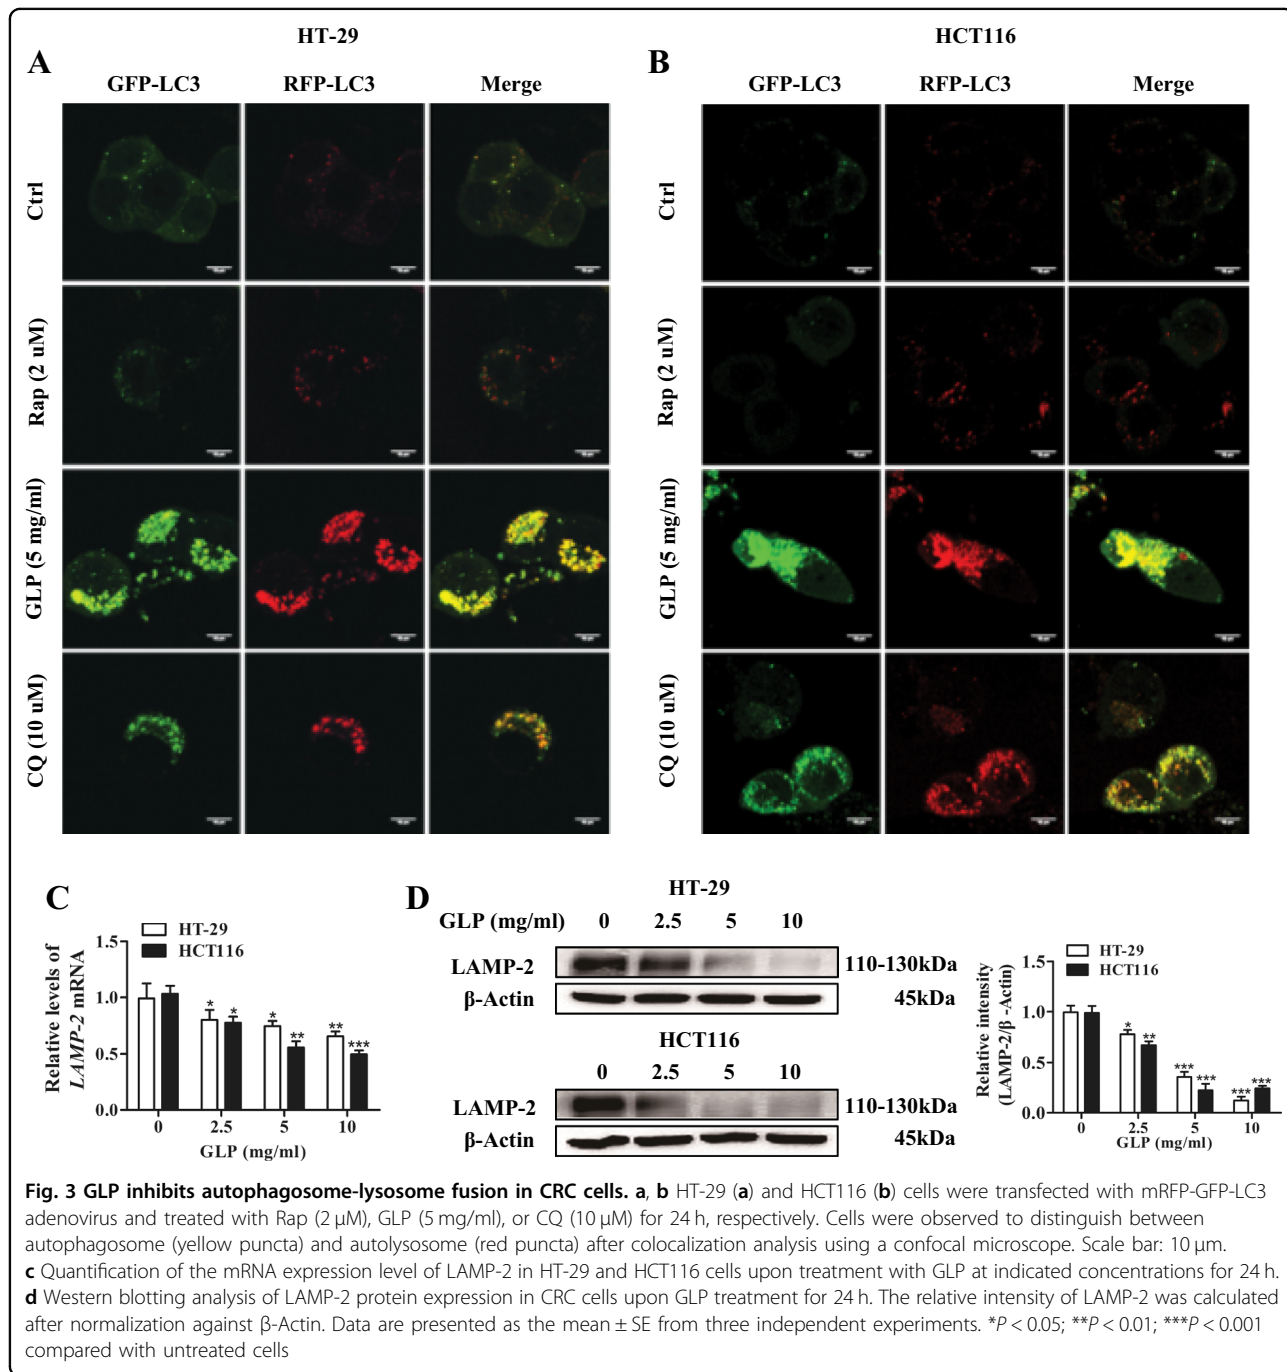 HT-29
HCT116
A
B
GFP-LC3 RFP-LC3 Merge
GFP-LC3 RFP-LC3 Merge
Ctrl
Rap (2 uM)
GLP (5 mg/ml)
CQ (10 uM)
Ctrl
Rap (2 uM)
GLP (5 mg/ml)
CQ (10 uM)
C
HT-29
HCT116
Relative levels of
LAMP-2 mRNA
1.5
1.0
0.5
0.0
* * * ** ** ***
0 2.5 5 10
GLP (mg/ml)
D
HT-29
GLP (mg/ml) 0 2.5 5 10
LAMP-2 110-130kDa
β-Actin 45kDa
HCT116
0 2.5 5 10
LAMP-2 110-130kDa
β-Actin 45kDa
HT-29
HCT116
Relative intensity
(LAMP-2/β -Actin)
1.5
1.0
0.5
0.0
* ** *** *** *** ***
0 2.5 5 10
GLP (mg/ml)
Fig. 3 GLP inhibits autophagosome-lysosome fusion in CRC cells. a, b HT-29 (a) and HCT116 (b) cells were transfected with mRFP-GFP-LC3
adenovirus and treated with Rap (2 μM), GLP (5 mg/ml), or CQ (10 μM) for 24 h, respectively. Cells were observed to distinguish between
autophagosome (yellow puncta) and autolysosome (red puncta) after colocalization analysis using a confocal microscope. Scale bar: 10 μm.
c Quantification of the mRNA expression level of LAMP-2 in HT-29 and HCT116 cells upon treatment with GLP at indicated concentrations for 24 h.
d Western blotting analysis of LAMP-2 protein expression in CRC cells upon GLP treatment for 24 h. The relative intensity of LAMP-2 was calculated
after normalization against β-Actin. Data are presented as the mean ± SE from three independent experiments. *P < 0.05; **P < 0.01; ***P < 0.001
compared with untreated cells